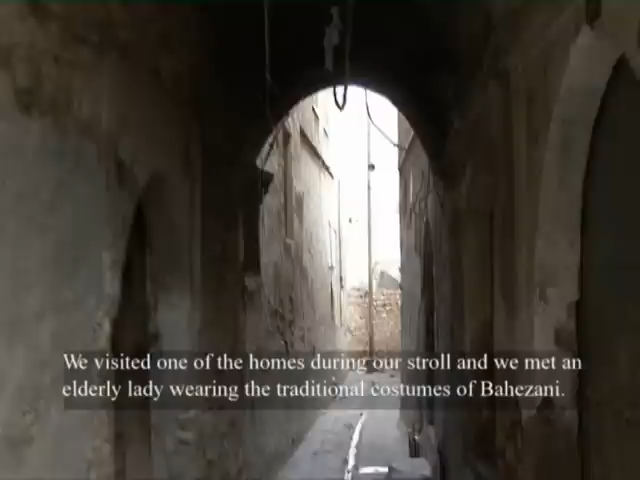 We visited one of the homes during our stroll and we met an
elderly lady wearing the traditional costumes of Bahezani.